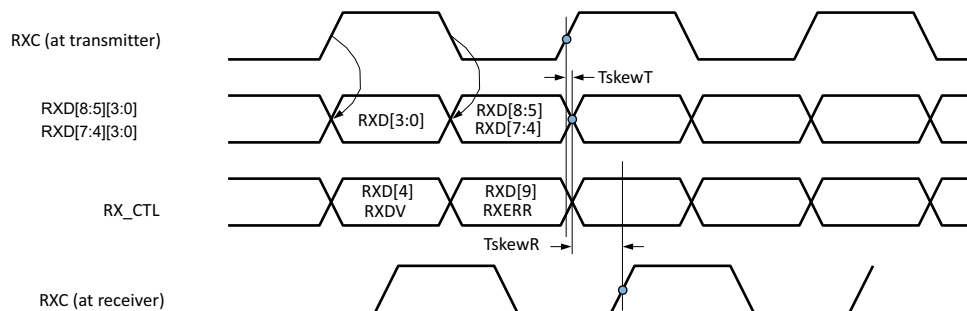 RXC (at transmitter)
TskewT
RXD[8:5][3:0]
RXD[7:4][3:0]
RXD[3:0]
RXD[8:5]
RXD[7:4]
RX_CTL
RXD[4]
RXDV
RXD[9]
RXERR
TskewR
RXC (at receiver)